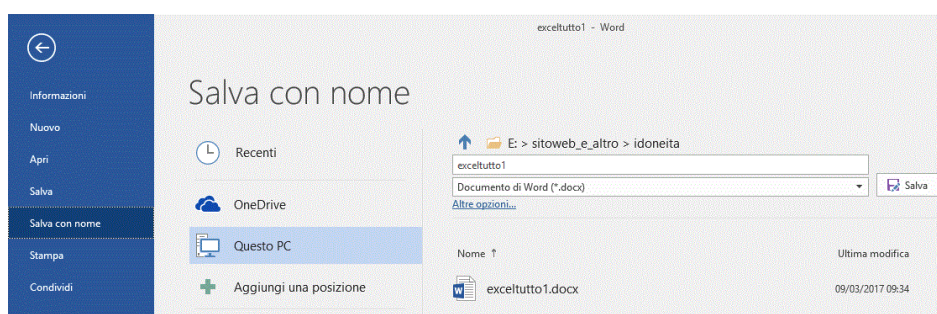 exceltutto1 - Word
Informazioni
Nuovo
Apri
Salva
Salva con nome
Stampa
Condividi
Salva con nome
Recenti
OneDrive
Questo PC
Aggiungi una posizione
E: > sitoweb_e_altro > idoneita
exceltutto1
Documento di Word (*.docx)
Salva
Altre opzioni...
Nome ↑ Ultima modifica
exceltutto1.docx 09/03/2017 09:34